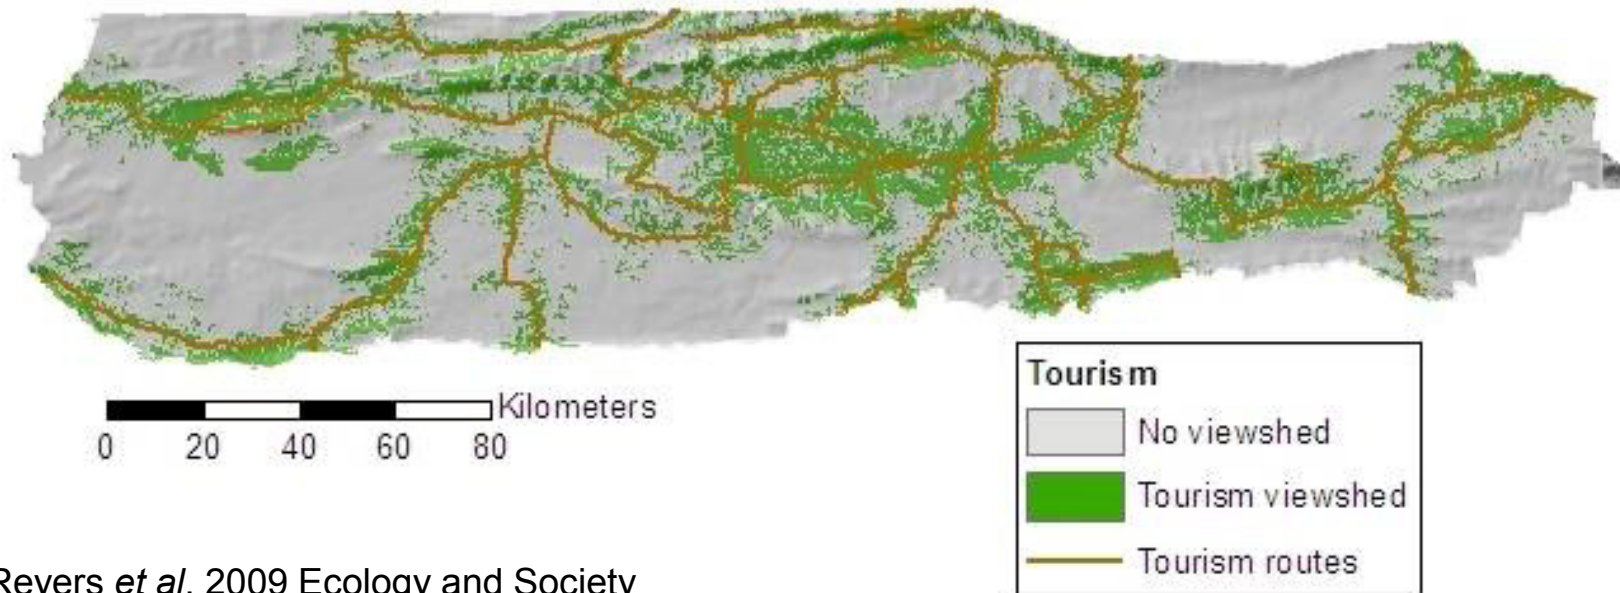 Kilometers
0 20 40 60 80
Tourism
No viewshed
Tourism viewshed
Tourism routes
Reyers et al. 2009 Ecology and Society